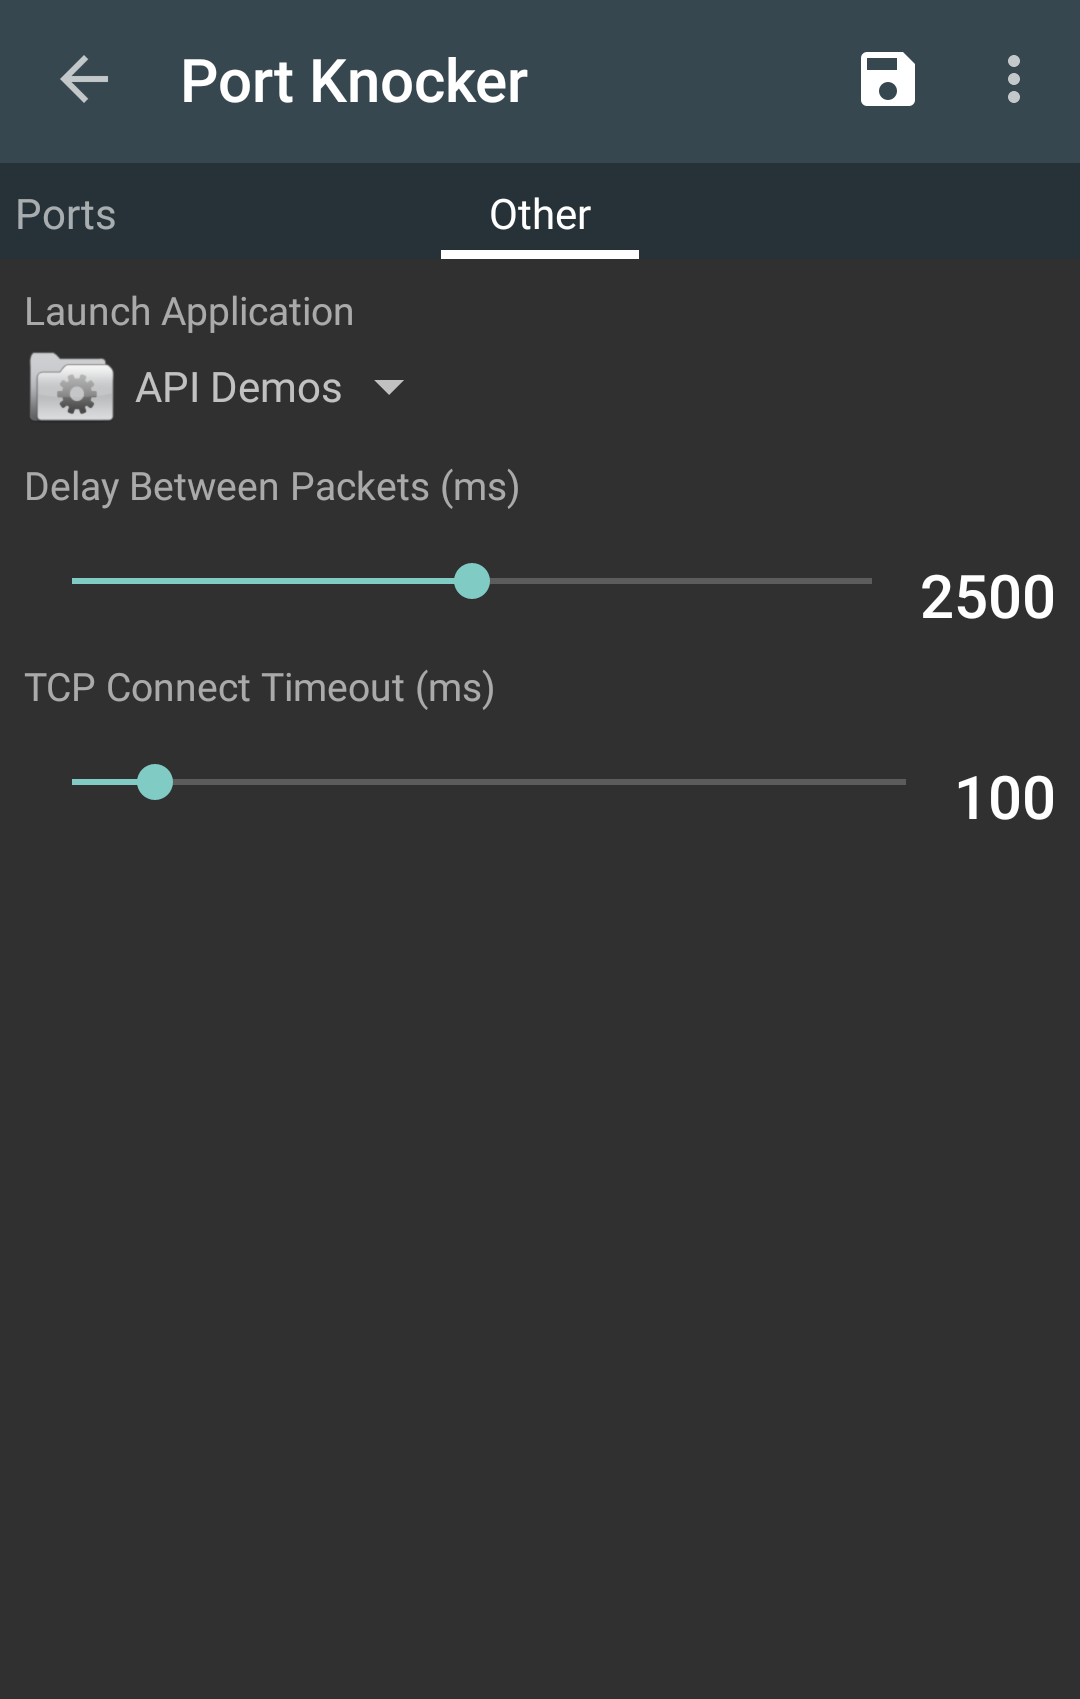 Port Knocker
Ports
Other
Launch Application
API Demos
Delay Between Packets (ms)
2500
TCP Connect Timeout (ms)
100